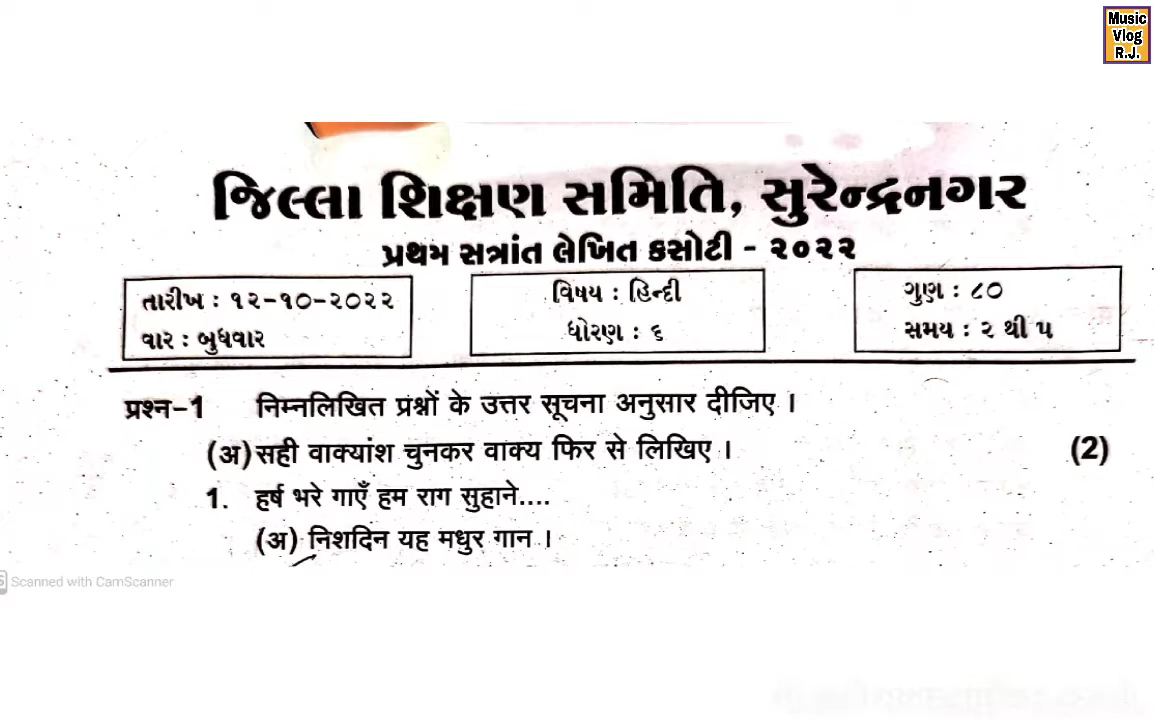 Music
Vlog
R.J.
જિલ્લા શિક્ષણ સમિતિ, સુરેન્દ્રનગર
પ્રથમ સત્રાંત લેખિત કસોટી - ૨૦૨૨
તારીખ : ૧૨-૧૦-૨૦૨૨
વાર : બુધવાર
વિષય : હિન્દી
ધોરણ : ૬
ગુણ : ૮૦
સમય : ૨ થી ૫
प्रश्न-1 निम्नलिखित प्रश्नों के उत्तर सूचना अनुसार दीजिए ।
(अ) सही वाक्यांश चुनकर वाक्य फिर से लिखिए । (2)
1. हर्ष भरे गाएँ हम राग सुहाने....
(अ) निशदिन यह मधुर गान ।
Scanned with CamScanner